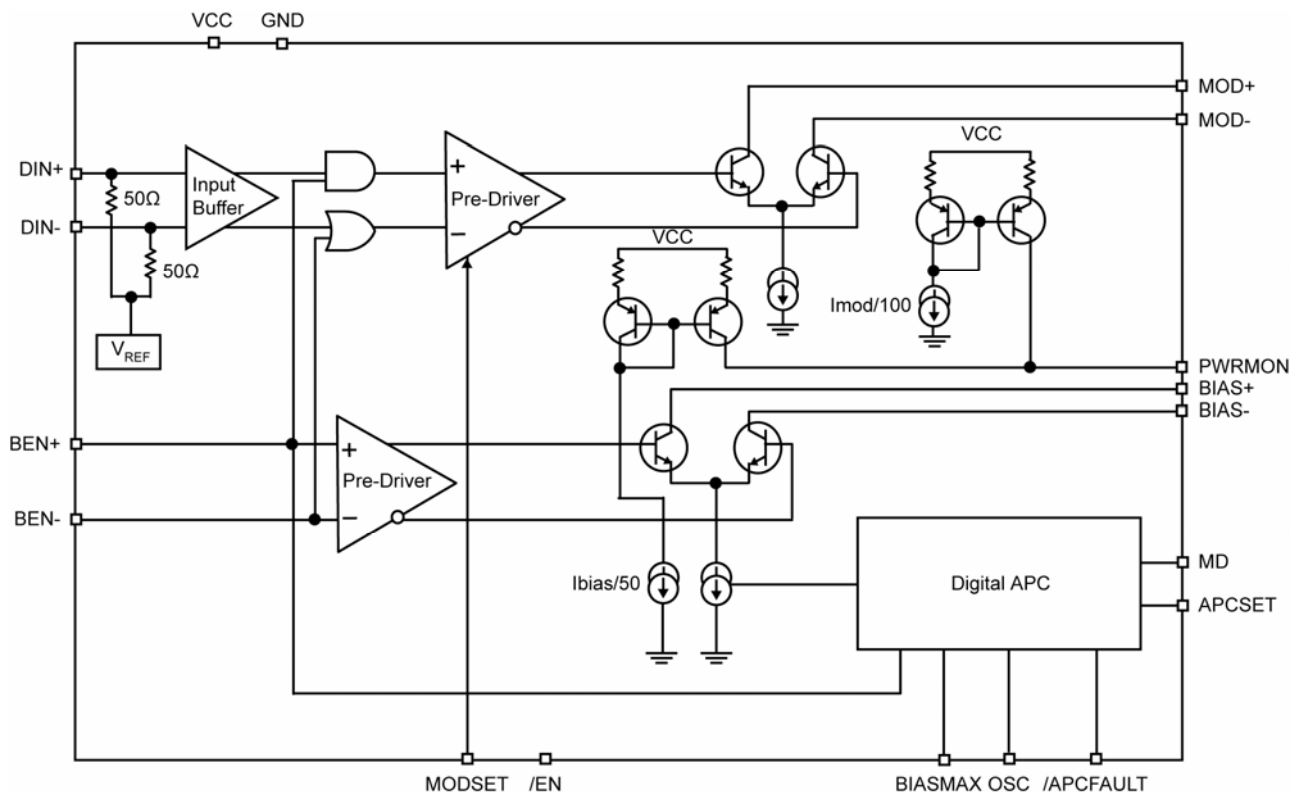 VCC GND
MOD+
MOD-
VCC
DIN+
50Ω
Input
Buffer
+
Pre-Driver
−
DIN-
50Ω
VCC
Imod/100
VREF
PWRMON
BIAS+
BIAS-
BEN+
+
Pre-Driver
−
BEN-
Ibias/50
Digital APC
MD
APCSET
MODSET /EN
BIASMAX OSC /APCFAULT